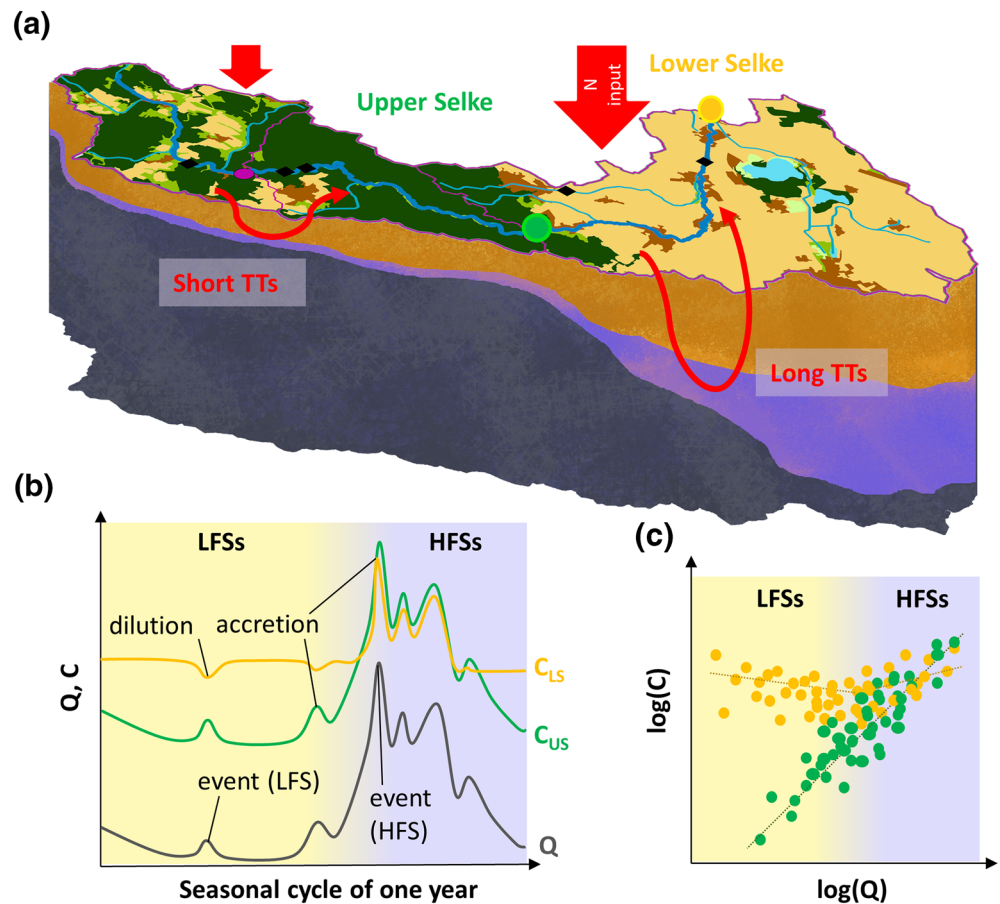 (a)
N
input
Lower Selke
Upper Selke
Short TTs
Long TTs
(b)
LFSs
HFSs
dilution
accretion
Q, C
C_LS
C_US
event (LFS)
event
(HFS)
Q
Seasonal cycle of one year
(c)
LFSs
HFSs
log(C)
log(Q)